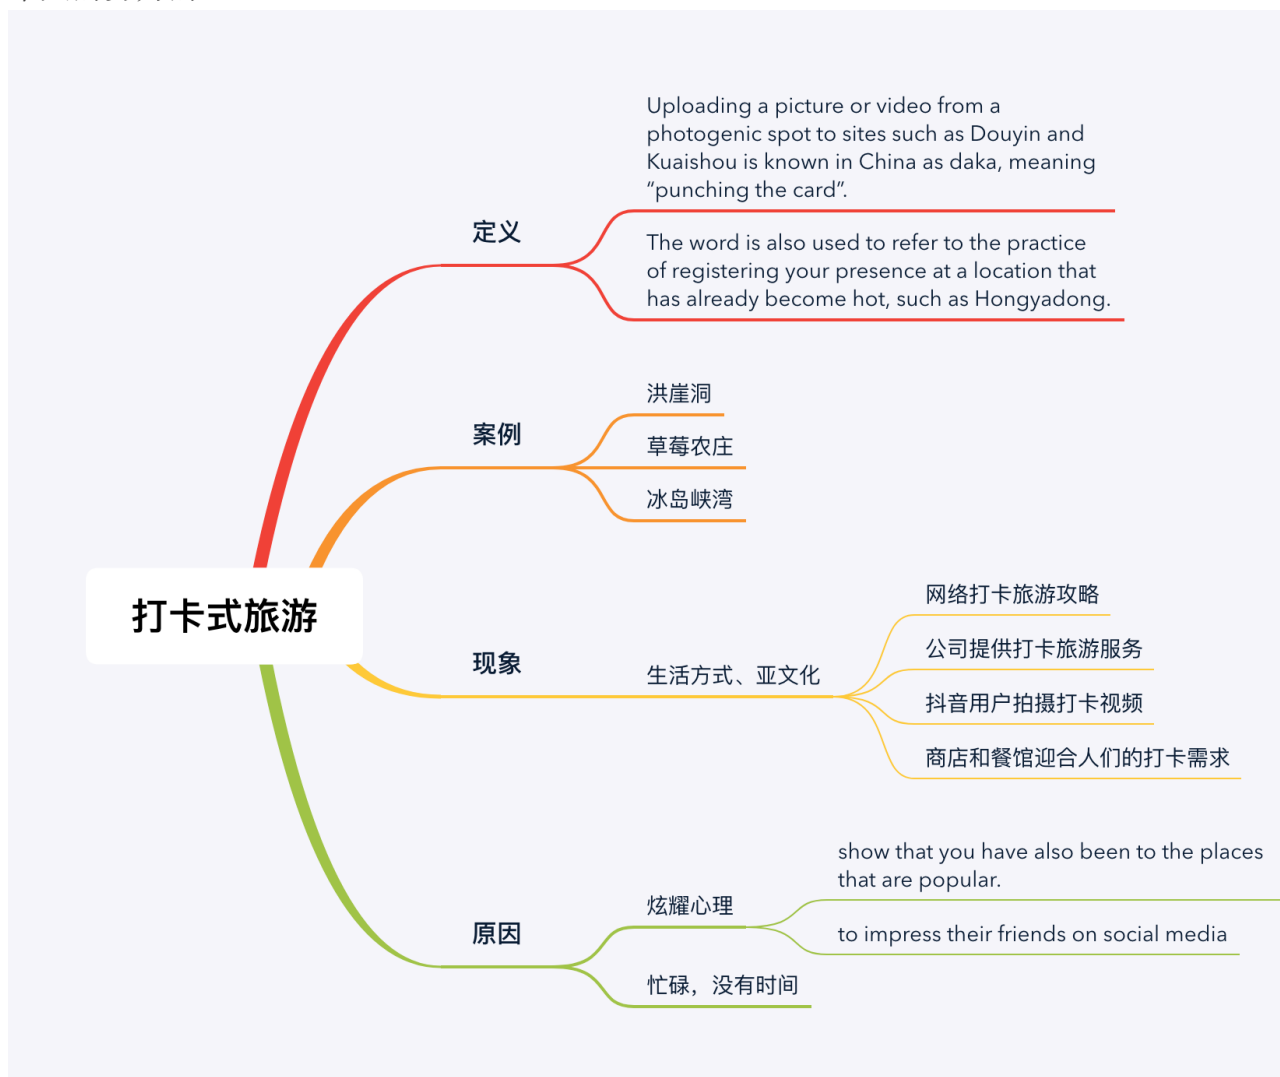 Uploading a picture or video from a
photogenic spot to sites such as Douyin and
Kuaishou is known in China as daka, meaning
“punching the card”.
定义
The word is also used to refer to the practice
of registering your presence at a location that
has already become hot, such as Hongyadong.
洪崖洞
案例
草莓农庄
冰岛峡湾
打卡式旅游
网络打卡旅游攻略
公司提供打卡旅游服务
现象
生活方式、亚文化
抖音用户拍摄打卡视频
商店和餐馆迎合人们的打卡需求
show that you have also been to the places
that are popular.
炫耀心理
原因
to impress their friends on social media
忙碌，没有时间